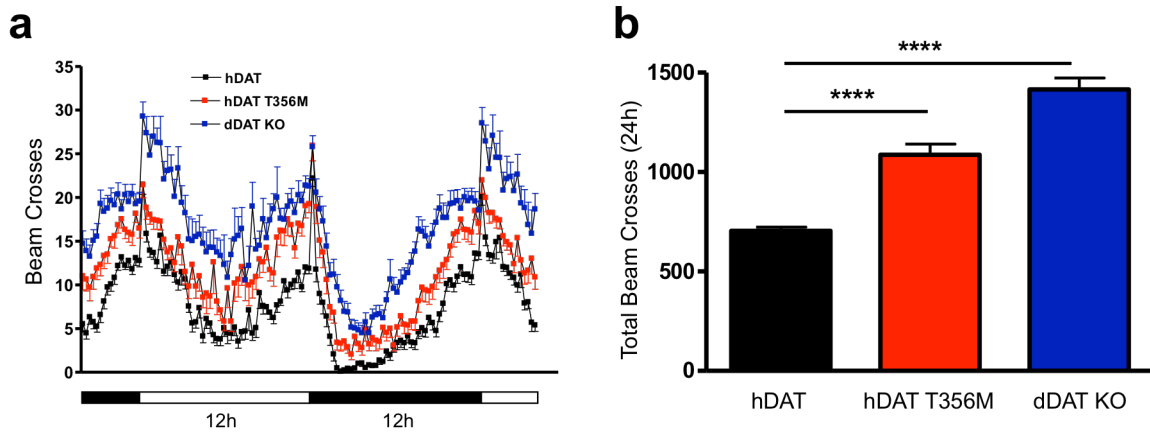 a
Beam Crosses
35
30
25
20
15
10
5
0
hDAT
hDAT T356M
dDAT KO
12h
12h
b
Total Beam Crosses (24h)
1500
1000
500
0
****
****
hDAT
hDAT T356M
dDAT KO